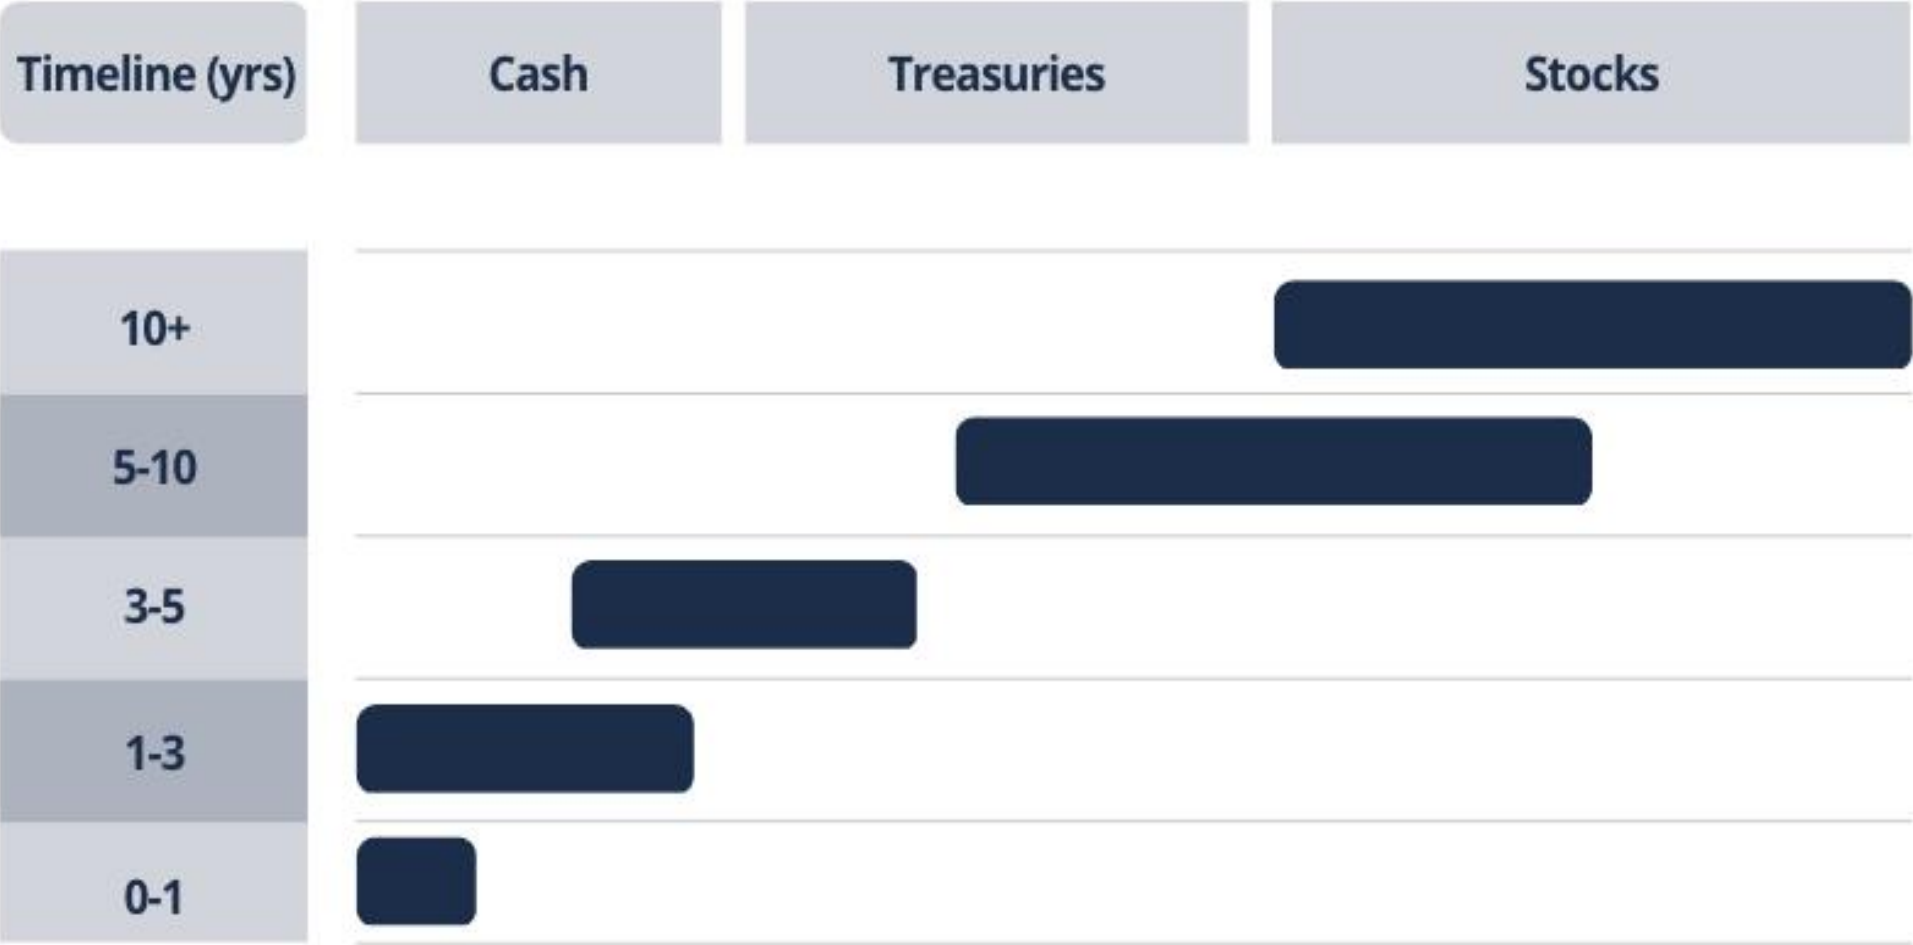 Timeline (yrs)
Cash
Treasuries
Stocks
10+
5-10
3-5
1-3
0-1